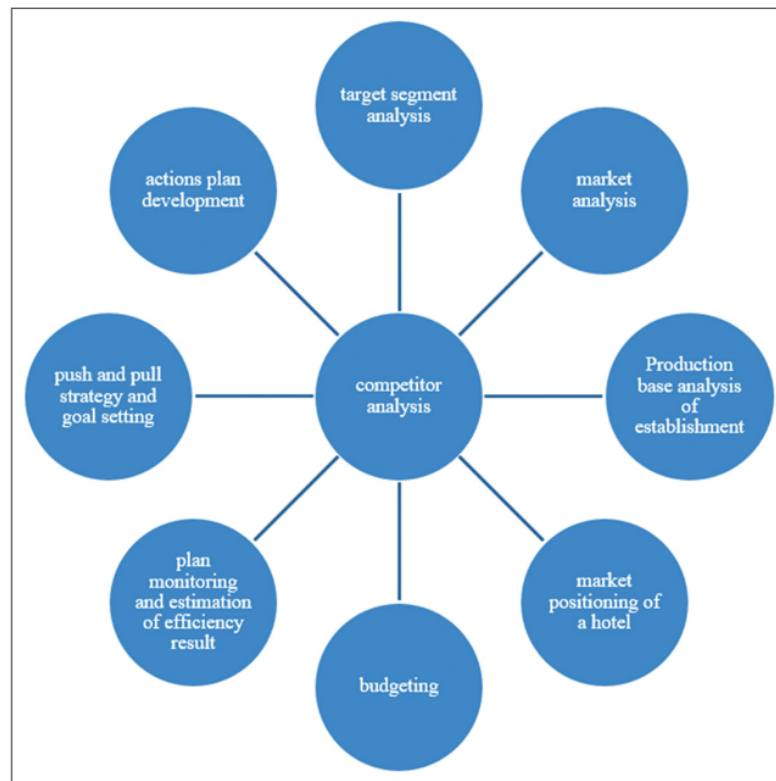 target segment
analysis
market
analysis
Production
base analysis
of
establishment
market
positioning of
a hotel
budgeting
plan
monitoring
and estimation
of efficiency
result
push and pull
strategy and
goal setting
actions plan
development
competitor
analysis